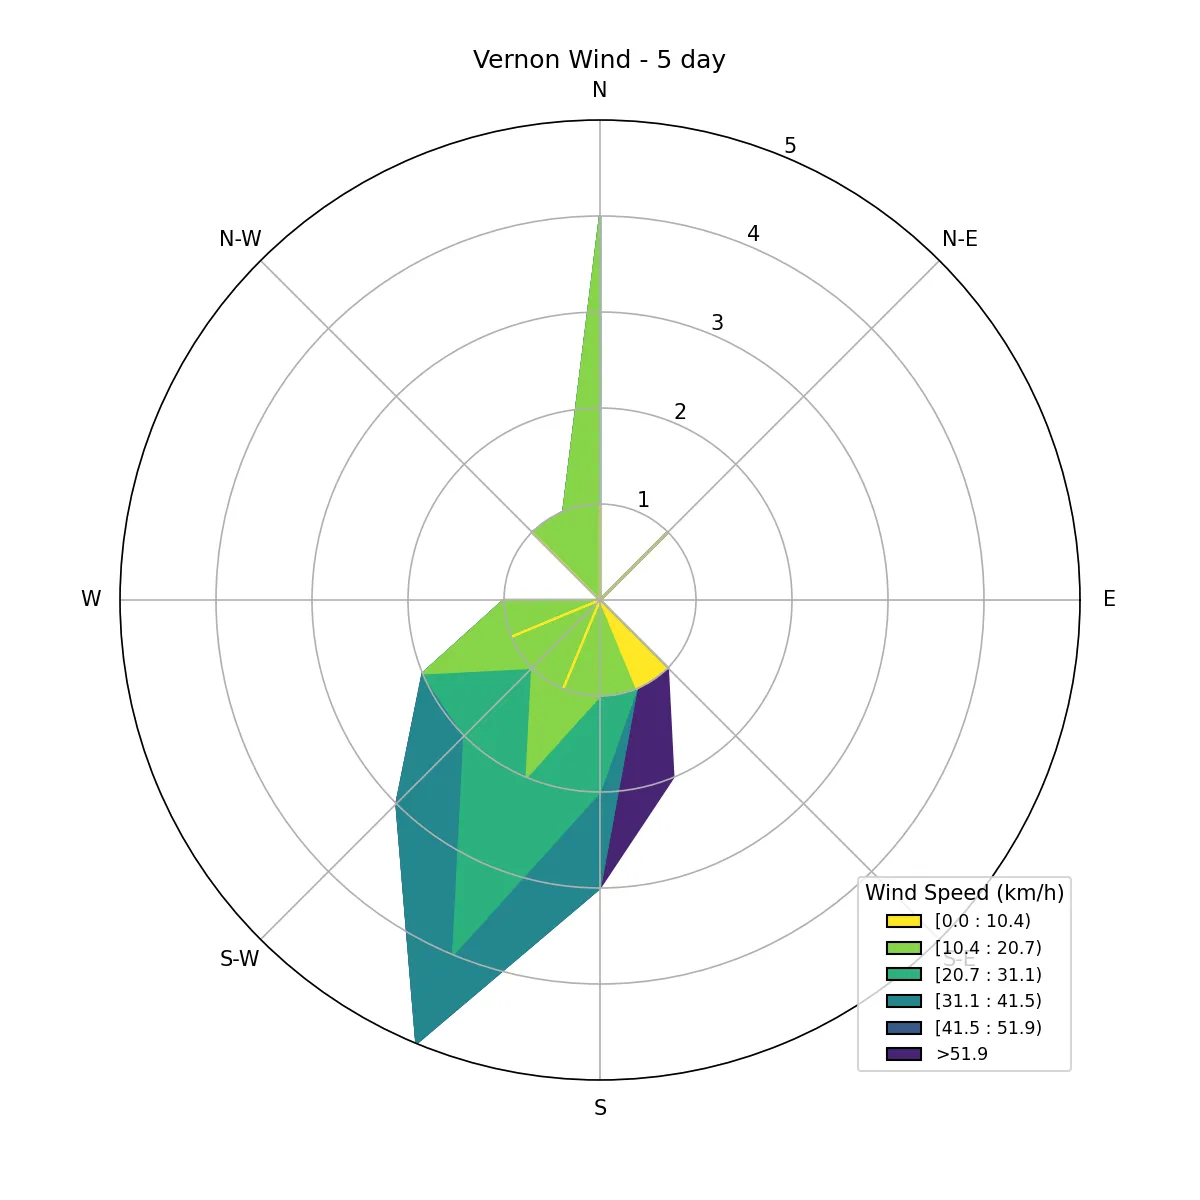 Vernon Wind - 5 day
N
5
N-W
4
N-E
3
2
1
W
E
Wind Speed (km/h)
[0.0 : 10.4)
[10.4 : 20.7)
S-W
S-E
[20.7 : 31.1)
[31.1 : 41.5)
[41.5 : 51.9)
>51.9
S